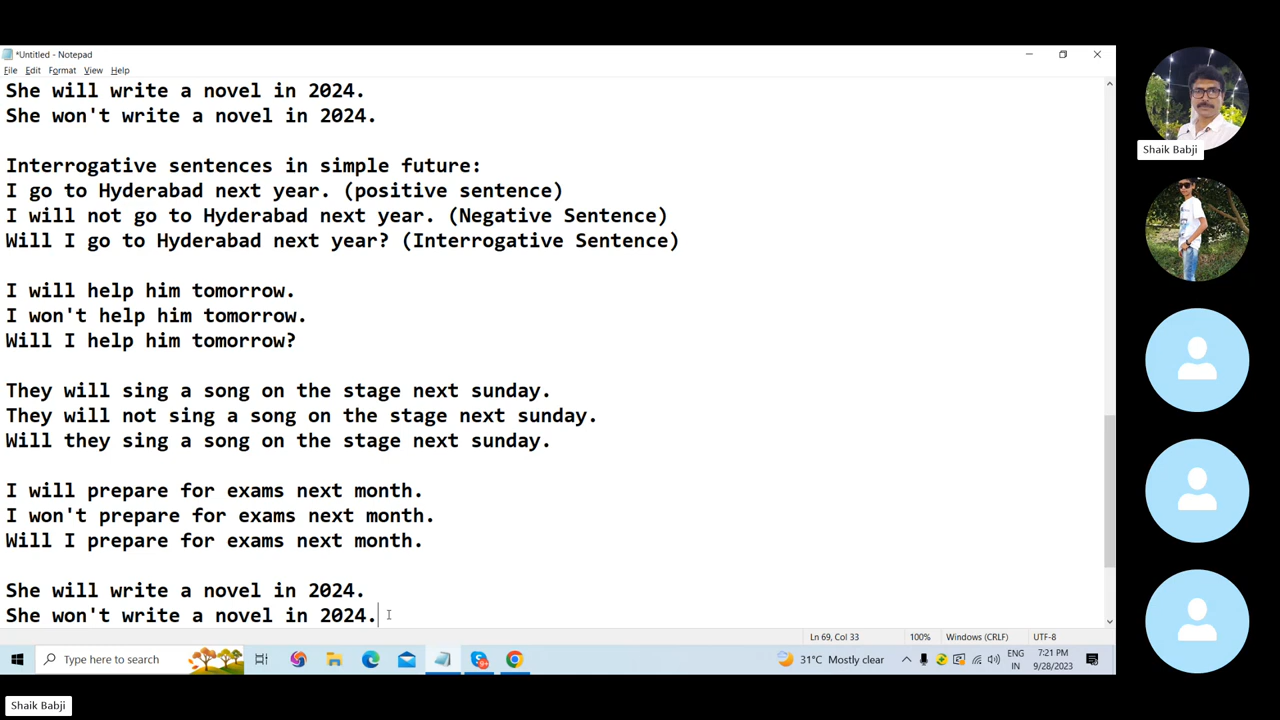 *Untitled - Notepad
File Edit Format View Help
She will write a novel in 2024.
She won't write a novel in 2024.
Interrogative sentences in simple future:
I go to Hyderabad next year. (positive sentence)
I will not go to Hyderabad next year. (Negative Sentence)
Will I go to Hyderabad next year? (Interrogative Sentence)
I will help him tomorrow.
I won't help him tomorrow.
Will I help him tomorrow?
They will sing a song on the stage next sunday.
They will not sing a song on the stage next sunday.
Will they sing a song on the stage next sunday.
I will prepare for exams next month.
I won't prepare for exams next month.
Will I prepare for exams next month.
She will write a novel in 2024.
She won't write a novel in 2024.
Ln 69, Col 33 100% Windows (CRLF) UTF-8
Type here to search
31°C Mostly clear
ENG
IN
7:21 PM
9/28/2023
Shaik Babji
Shaik Babji